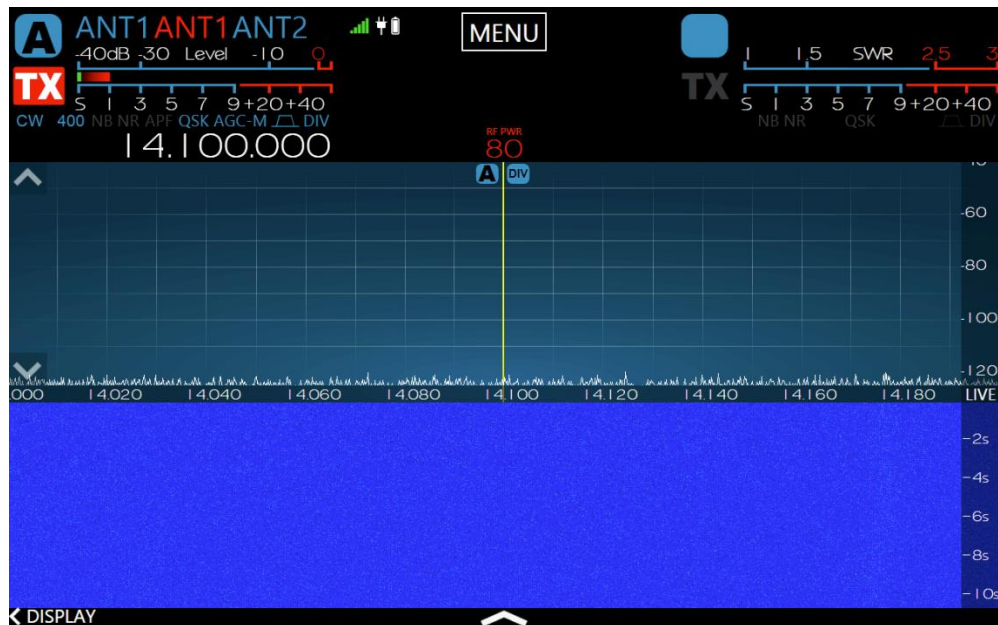 A ANT1 ANT1 ANT2 MENU
-40dB -30 Level -10 0 1 1.5 SWR 2.5 3
TX TX
S 1 3 5 7 9+20+40 S 1 3 5 7 9+20+40
CW 400 NB NR APF QSK AGC-M DIV NB NR QSK DIV
14.100.000 RF PWR
80
A DIV
-60
-80
-100
-120
.000 14.020 14.040 14.060 14.080 14.100 14.120 14.140 14.160 14.180 LIVE
-2s
-4s
-6s
-8s
-10s
DISPLAY